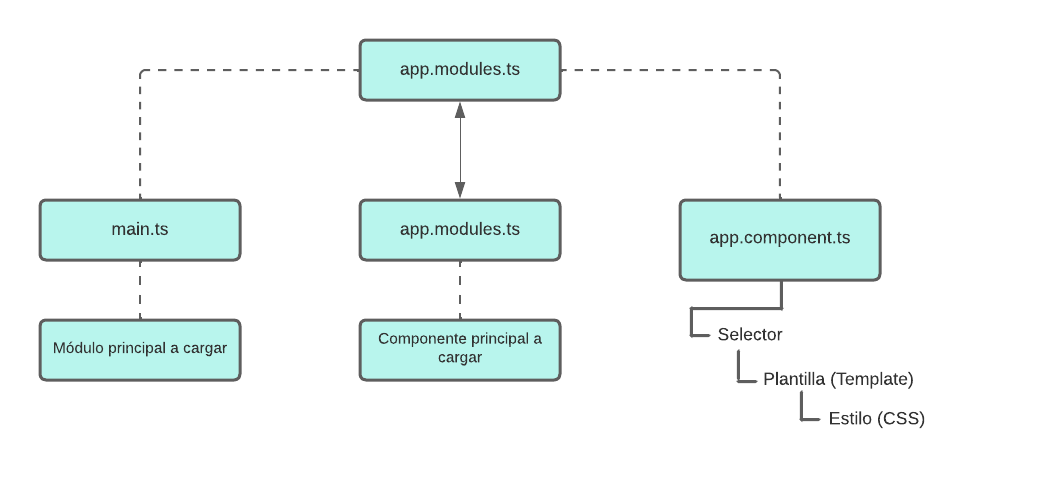 app.modules.ts
main.ts
app.modules.ts
app.component.ts
Módulo principal a cargar
Componente principal a
cargar
Selector
Plantilla (Template)
Estilo (CSS)